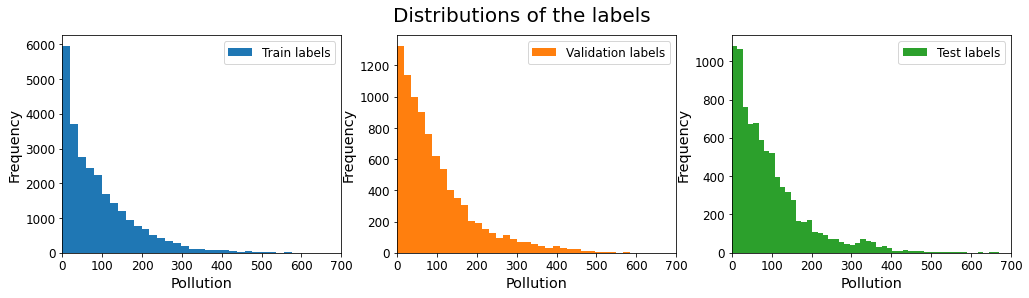 Distributions of the labels
Train labels
Frequency
6000
5000
4000
3000
2000
1000
0
0 100 200 300 400 500 600 700
Pollution
Validation labels
Frequency
1200
1000
800
600
400
200
0
0 100 200 300 400 500 600 700
Pollution
Test labels
Frequency
1000
800
600
400
200
0
0 100 200 300 400 500 600 700
Pollution